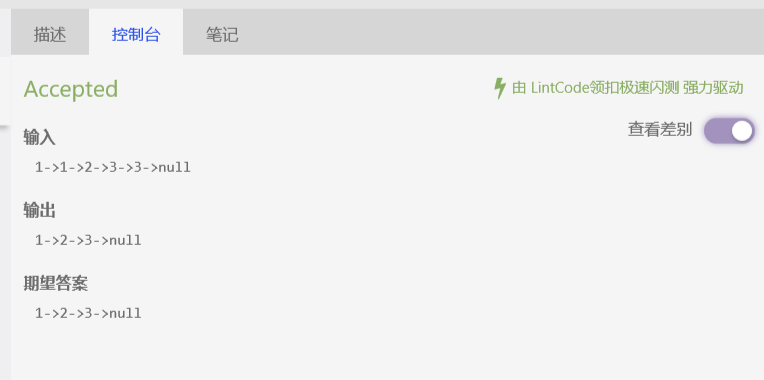 描述 控制台 笔记
Accepted 由 LintCode领扣极速闪测 强力驱动
查看差别
输入
1->1->2->3->3->null
输出
1->2->3->null
期望答案
1->2->3->null